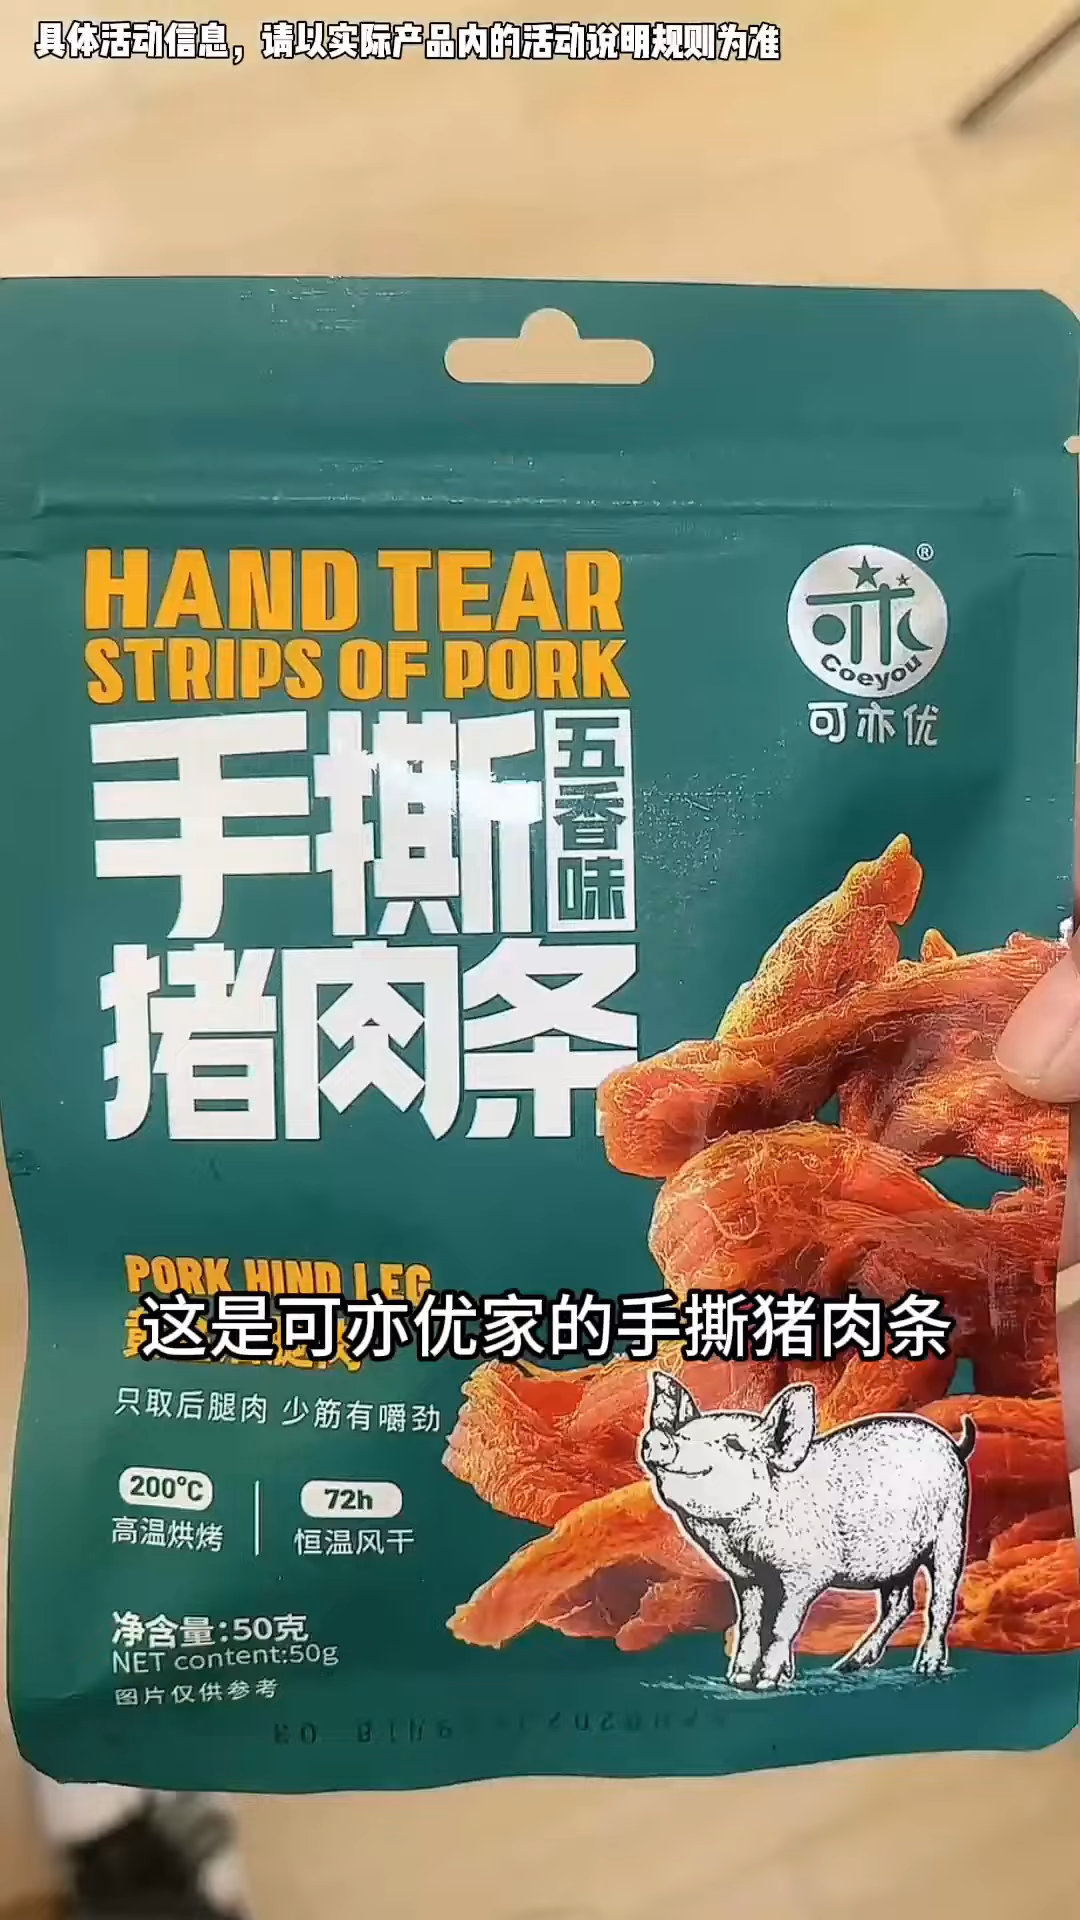 具体活动信息，请以实际产品内的活动说明规则为准
HAND TEAR
STRIPS OF PORK
手撕
五香味
猪肉条
®
Coeyou
可亦优
PORK HIND LEG
这是可亦优家的手撕猪肉条
只取后腿肉 少筋有嚼劲
200°C
高温烘烤
72h
恒温风干
净含量:50克
NET content:50g
图片仅供参考